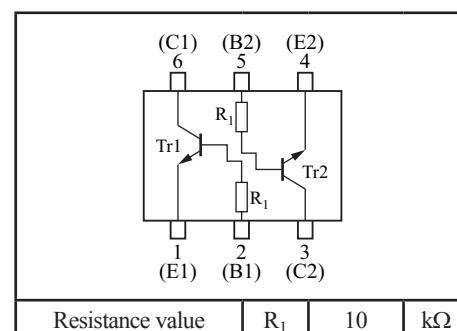 (C1) (B2) (E2)
6 5 4
R1
Tr1
Tr2
R1
1 2 3
(E1) (B1) (C2)
Resistance value R1 10 kΩ